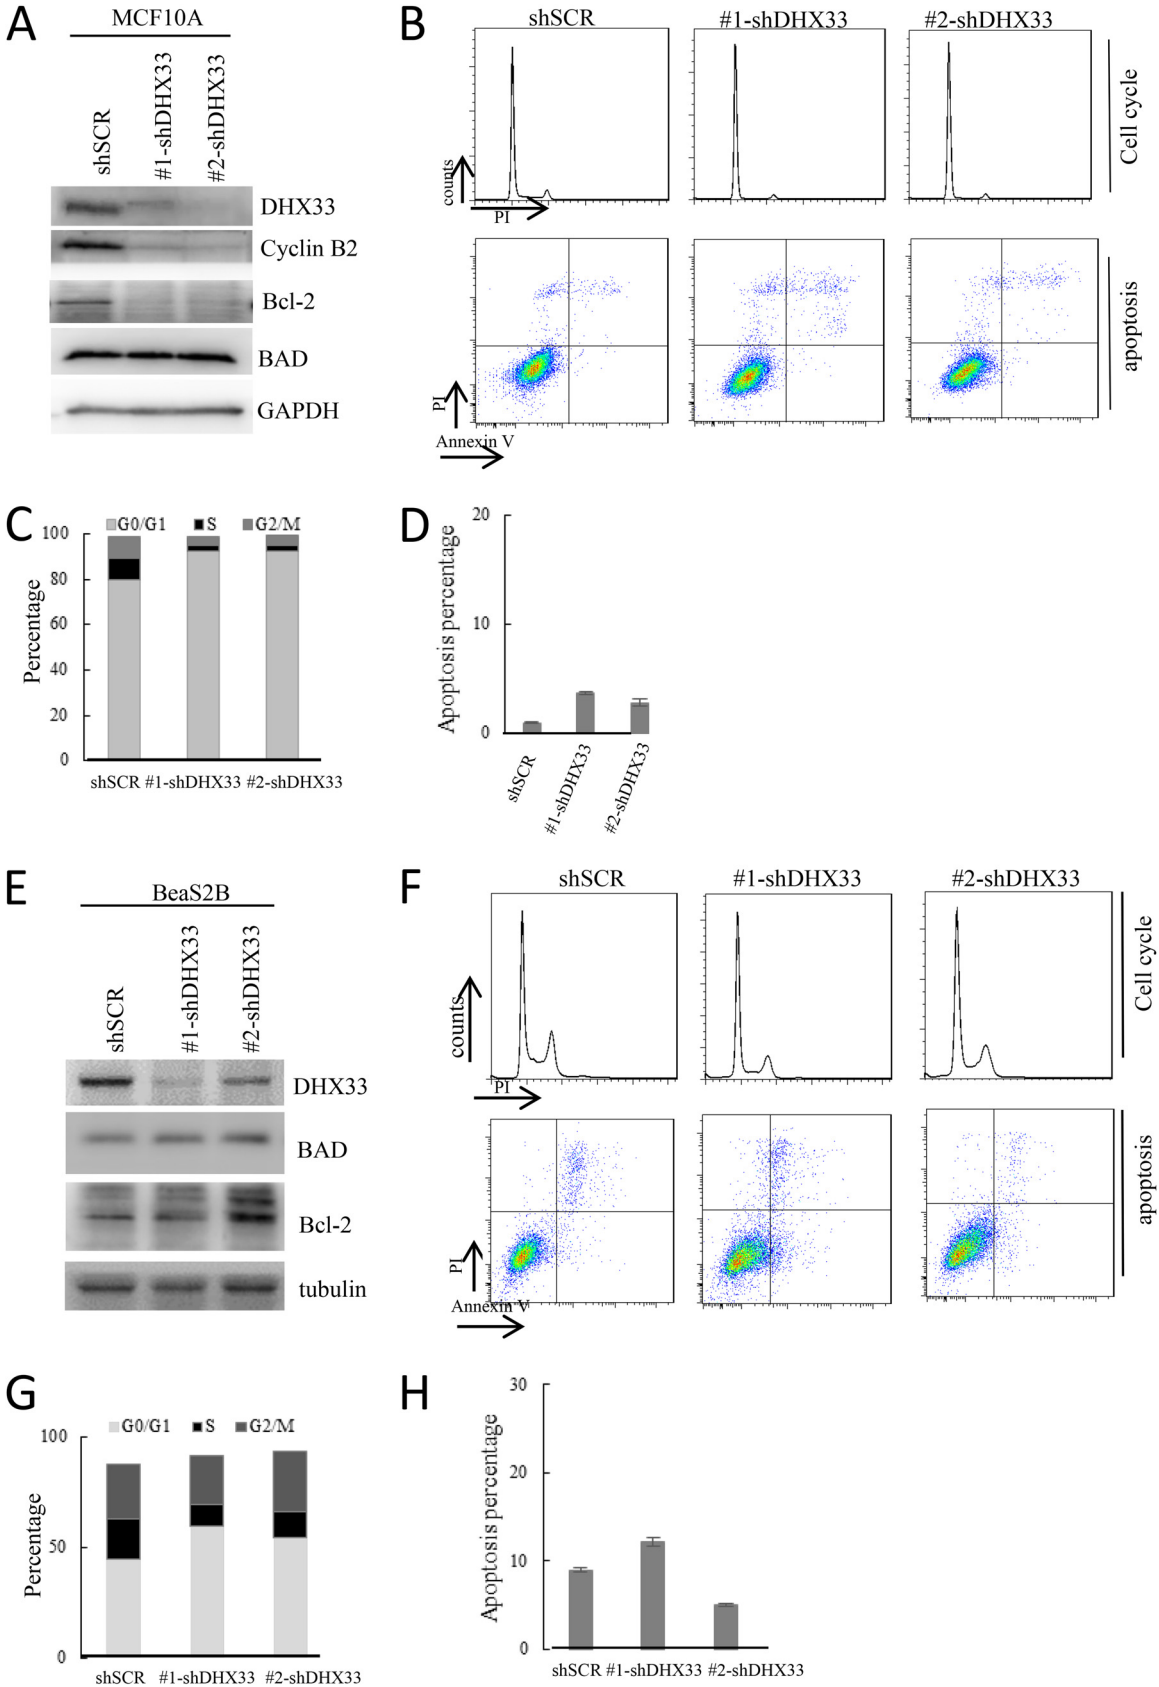 A
MCF10A
shSCR
#1-shDHX33
#2-shDHX33
DHX33
Cyclin B2
Bcl-2
BAD
GAPDH
B
shSCR
#1-shDHX33
#2-shDHX33
counts
PI
Cell cycle
PI
Annexin V
apoptosis
C
G0/G1 S G2/M
Percentage
100
80
60
40
20
0
shSCR #1-shDHX33 #2-shDHX33
D
Apoptosis percentage
20
10
0
shSCR
#1-shDHX33
#2-shDHX33
E
BeaS2B
shSCR
#1-shDHX33
#2-shDHX33
DHX33
BAD
Bcl-2
tubulin
F
shSCR
#1-shDHX33
#2-shDHX33
counts
PI
Cell cycle
PI
Annexin V
apoptosis
G
G0/G1 S G2/M
Percentage
100
50
0
shSCR #1-shDHX33 #2-shDHX33
H
Apoptosis percentage
30
20
10
0
shSCR #1-shDHX33 #2-shDHX33